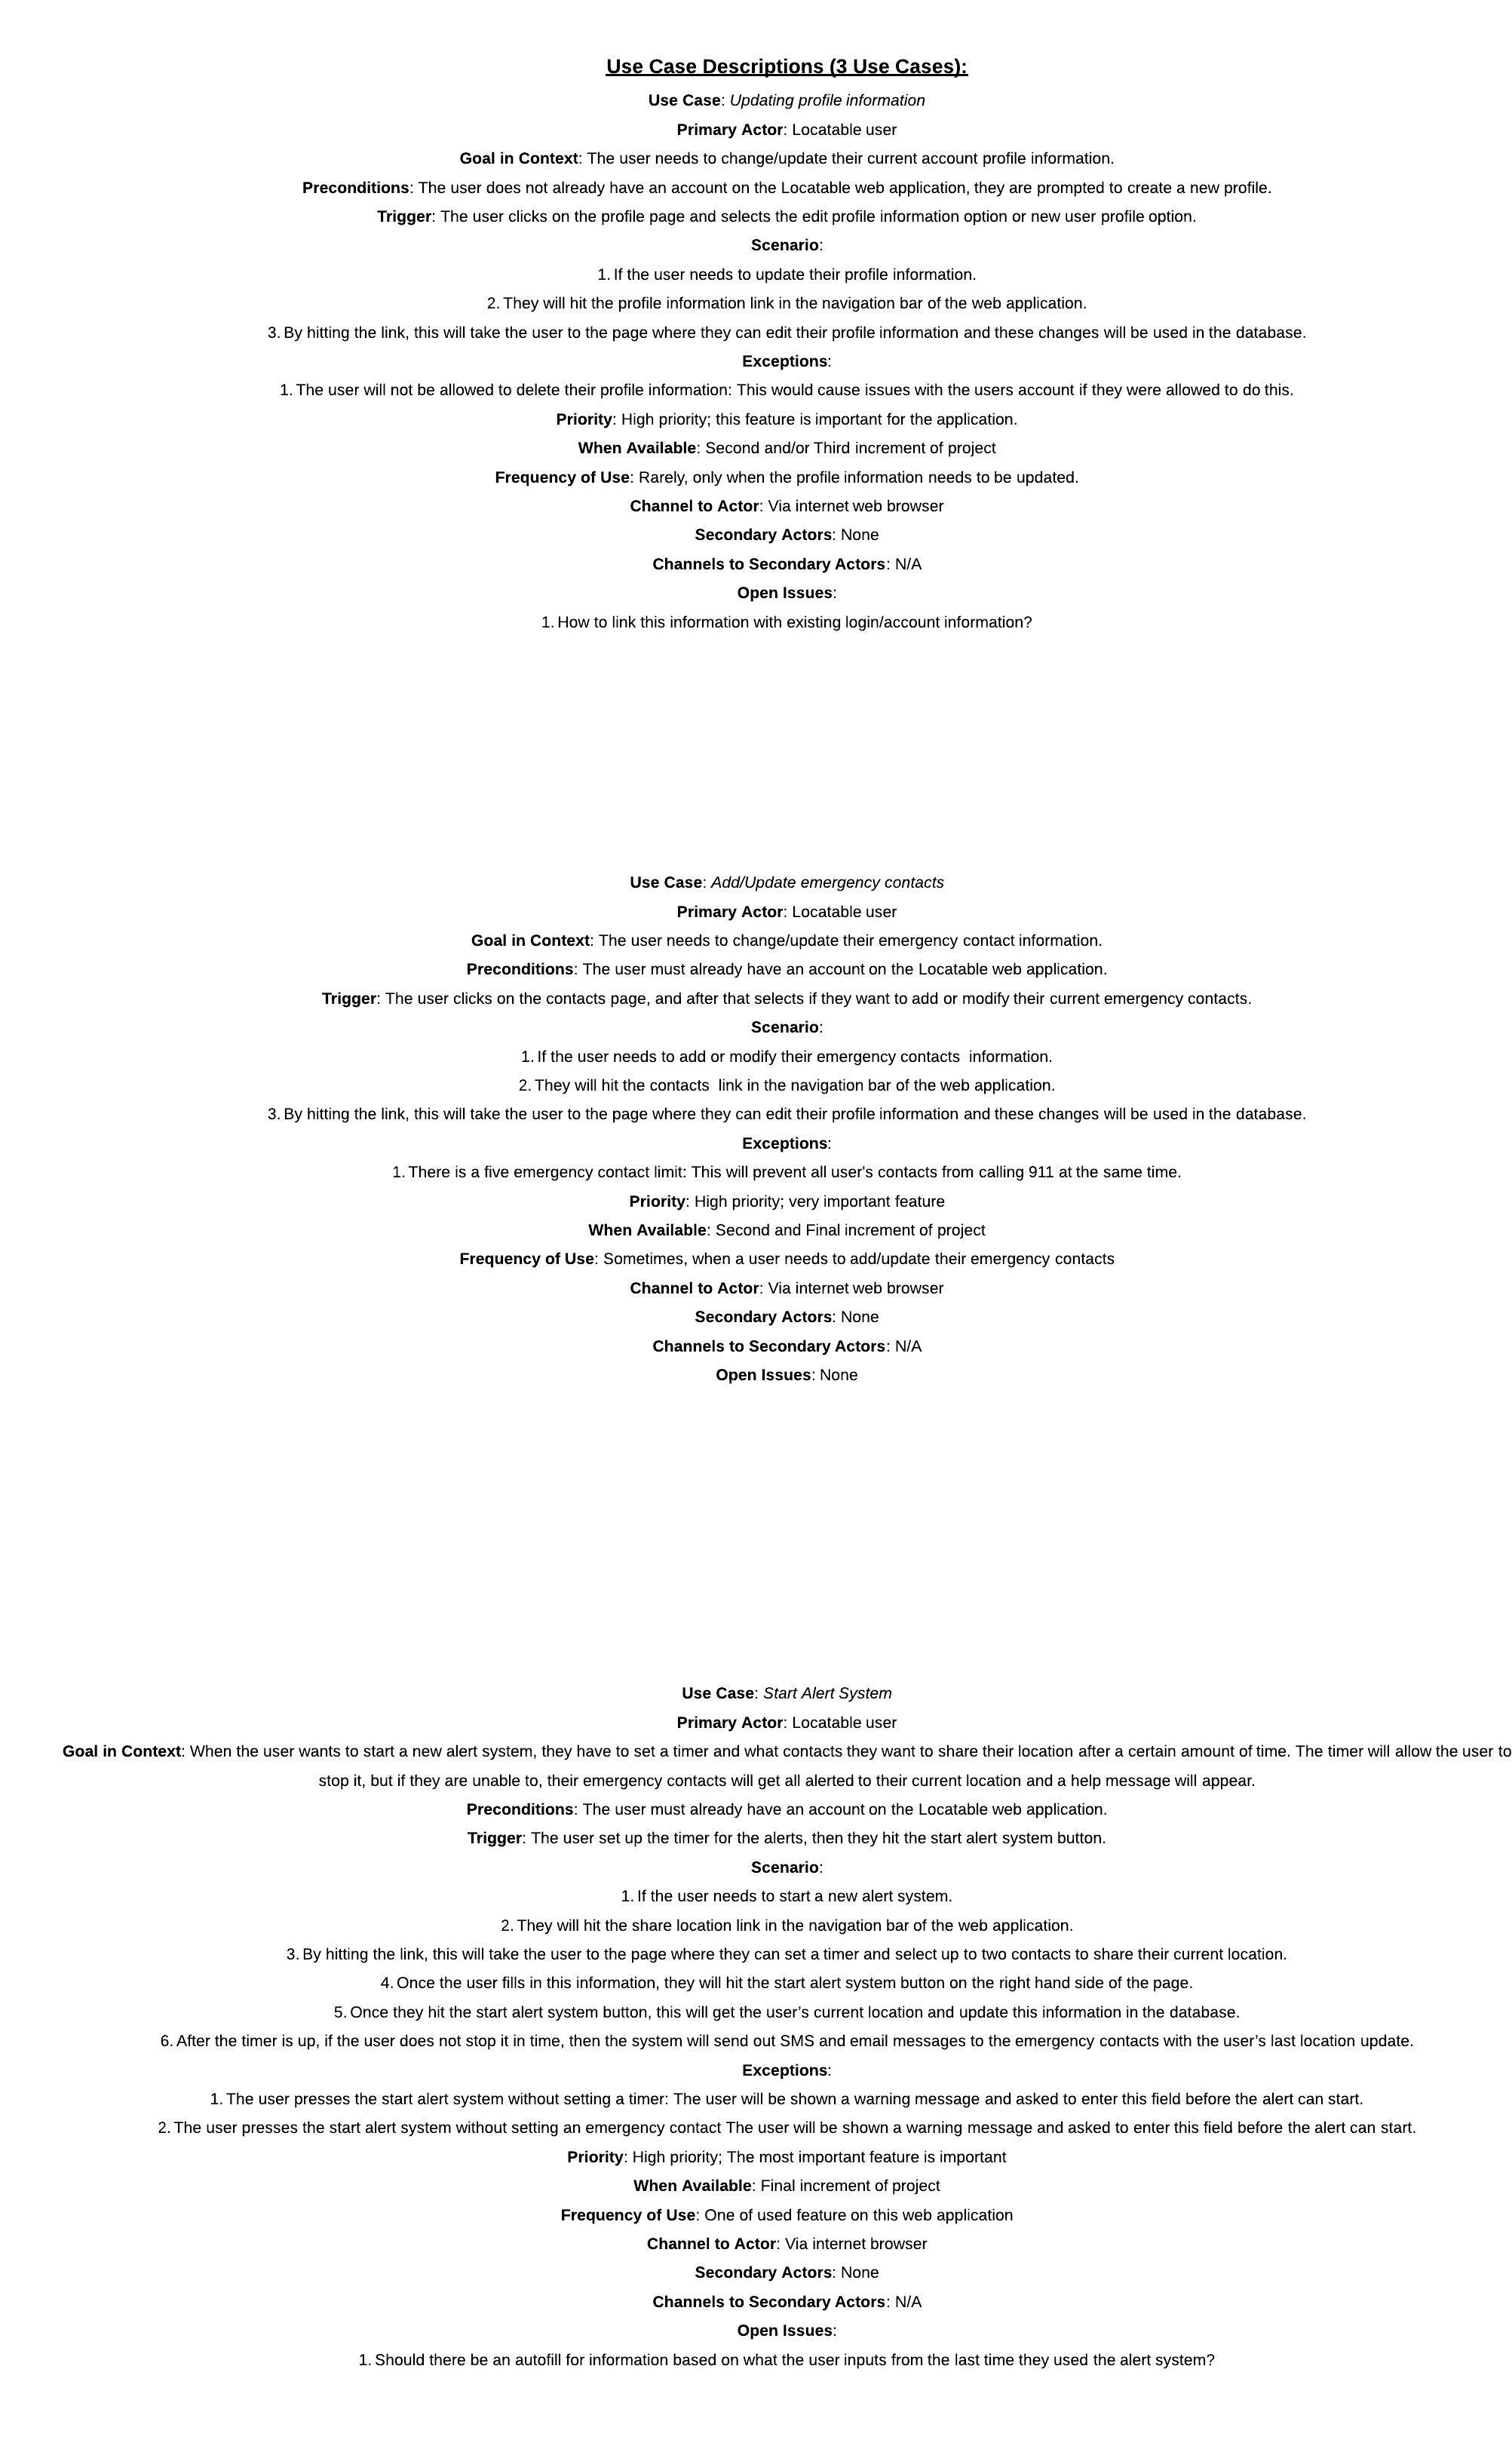 Use Case Descriptions (3 Use Cases):
Use Case: Updating profile information
Primary Actor: Locatable user
Goal in Context: The user needs to change/update their current account profile information.
Preconditions: The user does not already have an account on the Locatable web application, they are prompted to create a new profile.
Trigger: The user clicks on the profile page and selects the edit profile information option or new user profile option.
Scenario:
1. If the user needs to update their profile information.
2. They will hit the profile information link in the navigation bar of the web application.
3. By hitting the link, this will take the user to the page where they can edit their profile information and these changes will be used in the database.
Exceptions:
1. The user will not be allowed to delete their profile information: This would cause issues with the users account if they were allowed to do this.
Priority: High priority; this feature is important for the application.
When Available: Second and/or Third increment of project
Frequency of Use: Rarely, only when the profile information needs to be updated.
Channel to Actor: Via internet web browser
Secondary Actors: None
Channels to Secondary Actors: N/A
Open Issues:
1. How to link this information with existing login/account information?
Use Case: Add/Update emergency contacts
Primary Actor: Locatable user
Goal in Context: The user needs to change/update their emergency contact information.
Preconditions: The user must already have an account on the Locatable web application.
Trigger: The user clicks on the contacts page, and after that selects if they want to add or modify their current emergency contacts.
Scenario:
1. If the user needs to add or modify their emergency contacts  information.
2. They will hit the contacts  link in the navigation bar of the web application.
3. By hitting the link, this will take the user to the page where they can edit their profile information and these changes will be used in the database.
Exceptions:
1. There is a five emergency contact limit: This will prevent all user's contacts from calling 911 at the same time.
Priority: High priority; very important feature
When Available: Second and Final increment of project
Frequency of Use: Sometimes, when a user needs to add/update their emergency contacts
Channel to Actor: Via internet web browser
Secondary Actors: None
Channels to Secondary Actors: N/A
Open Issues: None
Use Case: Start Alert System
Primary Actor: Locatable user
Goal in Context: When the user wants to start a new alert system, they have to set a timer and what contacts they want to share their location after a certain amount of time. The timer will allow the user to
stop it, but if they are unable to, their emergency contacts will get all alerted to their current location and a help message will appear.
Preconditions: The user must already have an account on the Locatable web application.
Trigger: The user set up the timer for the alerts, then they hit the start alert system button.
Scenario:
1. If the user needs to start a new alert system.
2. They will hit the share location link in the navigation bar of the web application.
3. By hitting the link, this will take the user to the page where they can set a timer and select up to two contacts to share their current location.
4. Once the user fills in this information, they will hit the start alert system button on the right hand side of the page.
5. Once they hit the start alert system button, this will get the user’s current location and update this information in the database.
6. After the timer is up, if the user does not stop it in time, then the system will send out SMS and email messages to the emergency contacts with the user’s last location update.
Exceptions:
1. The user presses the start alert system without setting a timer: The user will be shown a warning message and asked to enter this field before the alert can start.
2. The user presses the start alert system without setting an emergency contact The user will be shown a warning message and asked to enter this field before the alert can start.
Priority: High priority; The most important feature is important
When Available: Final increment of project
Frequency of Use: One of used feature on this web application
Channel to Actor: Via internet browser
Secondary Actors: None
Channels to Secondary Actors: N/A
Open Issues:
1. Should there be an autofill for information based on what the user inputs from the last time they used the alert system?